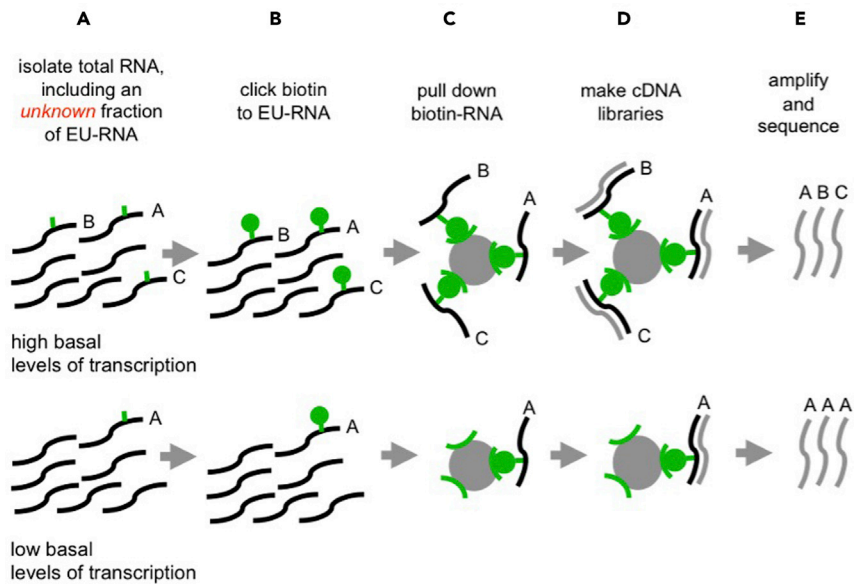 A B C D E
isolate total RNA,
including an
unknown fraction
of EU-RNA
click biotin
to EU-RNA
pull down
biotin-RNA
make cDNA
libraries
amplify
and
sequence
B
A
C
high basal
levels of transcription
B
A
C
B
A
C
B
A
C
A B C
A
low basal
levels of transcription
A
A
A
A A A